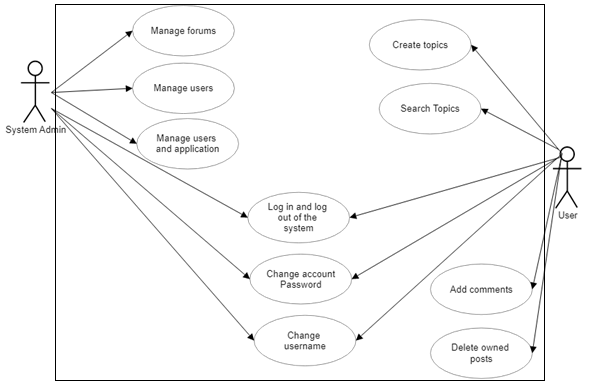 Manage forums
Create topics
Manage users
Search Topics
System Admin
Manage users
and application
Log in and log
out of the
system
User
Change account
Password
Add comments
Change
username
Delete owned
posts